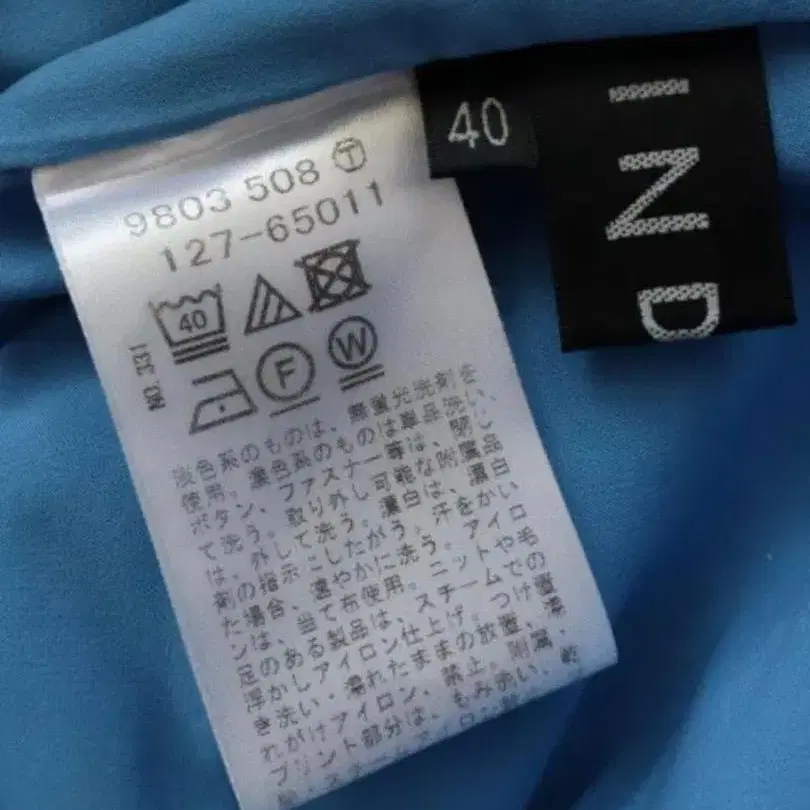 40
I N D
9803 508 Ⓣ
127-65011
40
NO. 331
F
W
淡色系のものは、無蛍光洗剤を
使用。濃色系のものは単品洗い。
ボタン、ファスナー等は、閉じ
て洗う。取り外し可能な附属品
は、外して洗う。漂白は、漂白
剤の指示にしたがう。汗をかい
た場合、速やかに洗う。アイロ
ンは、当て布使用。ニットや毛
足のある製品は、スチームでの
浮かしアイロン仕上げ。つけ置
き洗い・濡れたままの放置、濡
れがけアイロン、禁止。附属・
プリント部分は、もみ洗い、乾